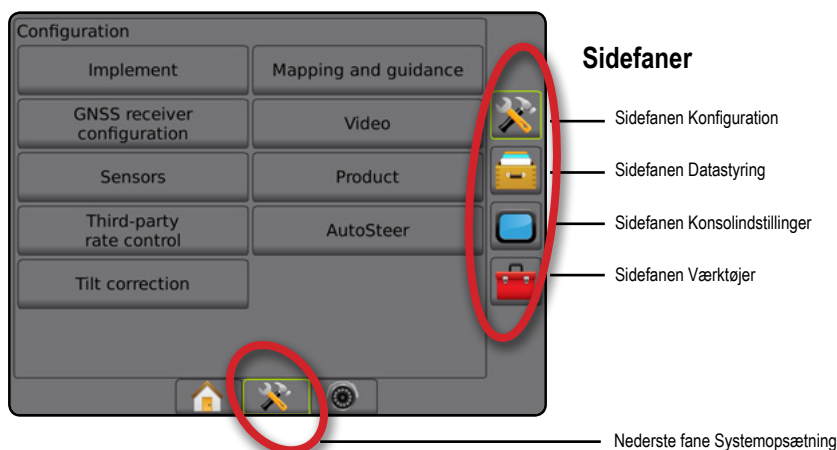 Configuration
Implement
Mapping and guidance
GNSS receiver
configuration
Video
Sensors
Product
Third-party
rate control
AutoSteer
Tilt correction
Sidefaner
Sidefanen Konfiguration
Sidefanen Datastyring
Sidefanen Konsolindstillinger
Sidefanen Værktøjer
Nederste fane Systemopsætning